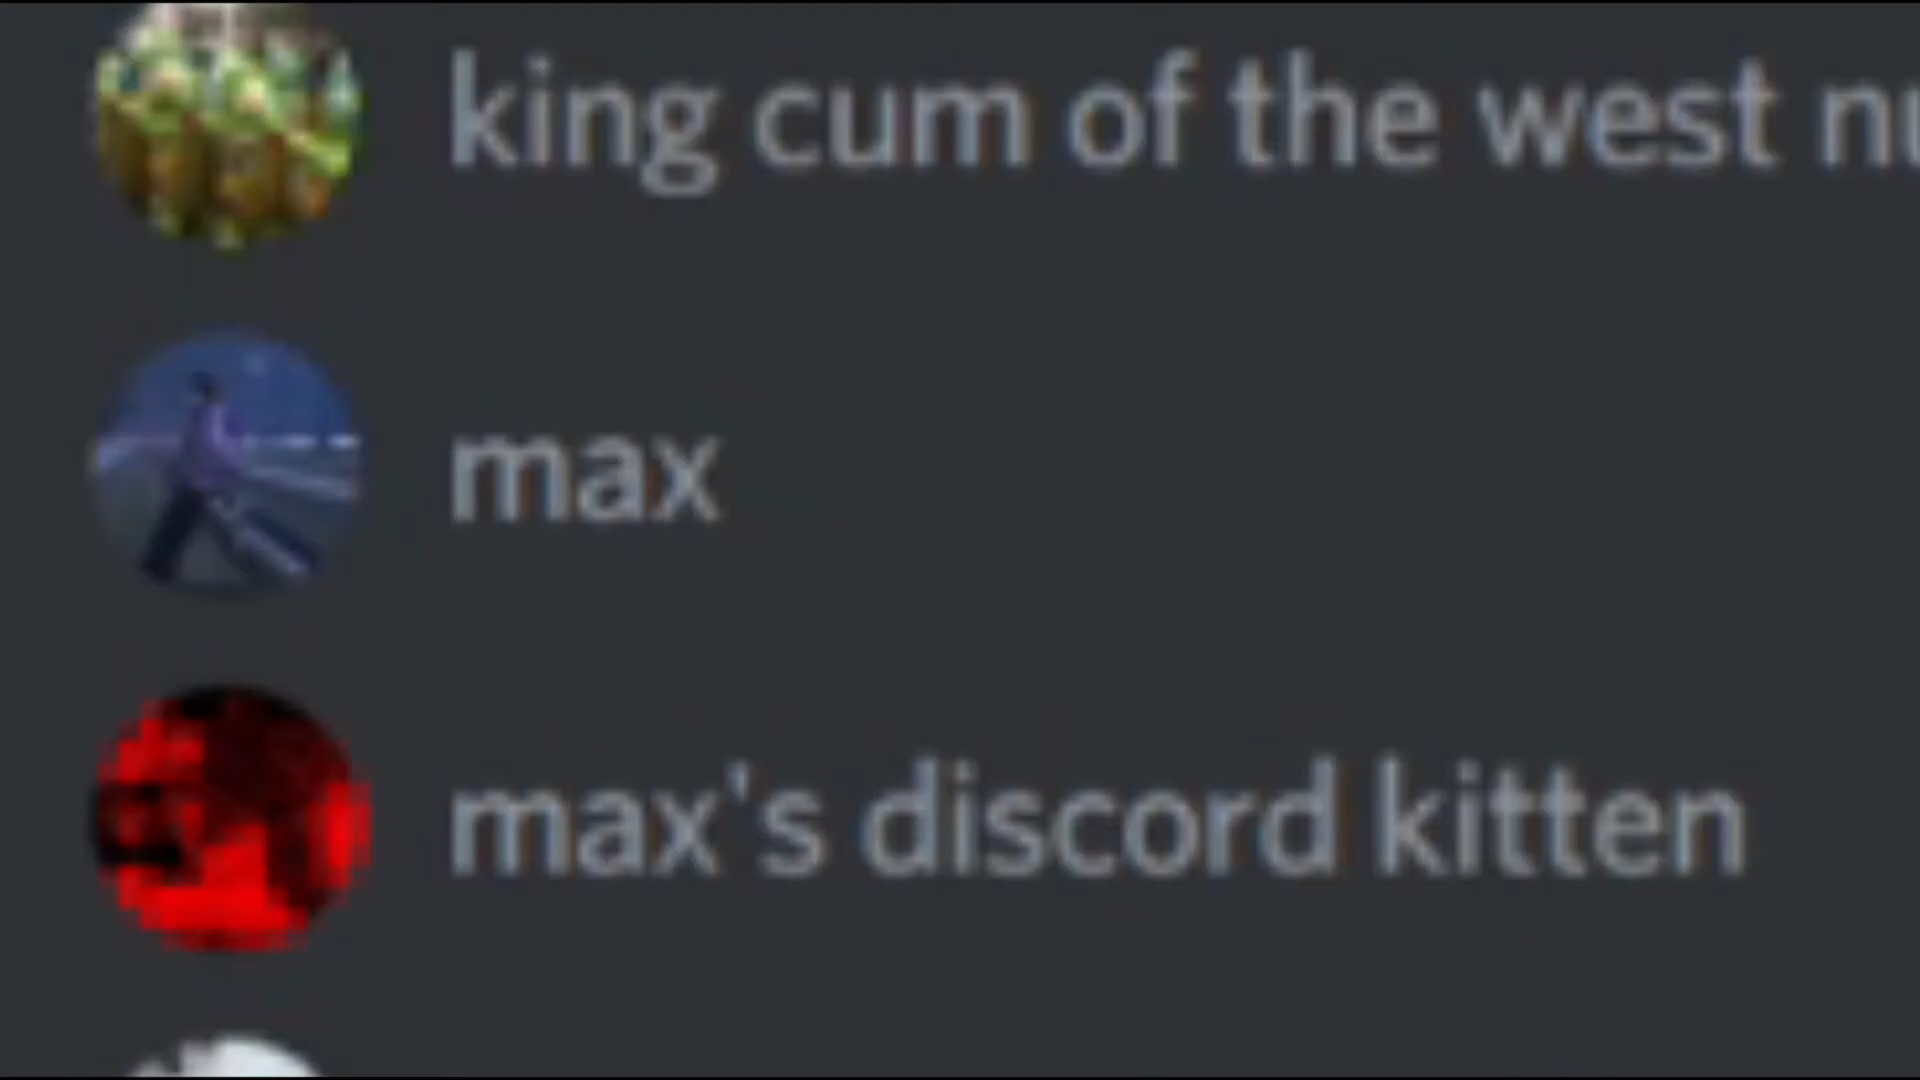 king cum of the west
max
max's discord kitten